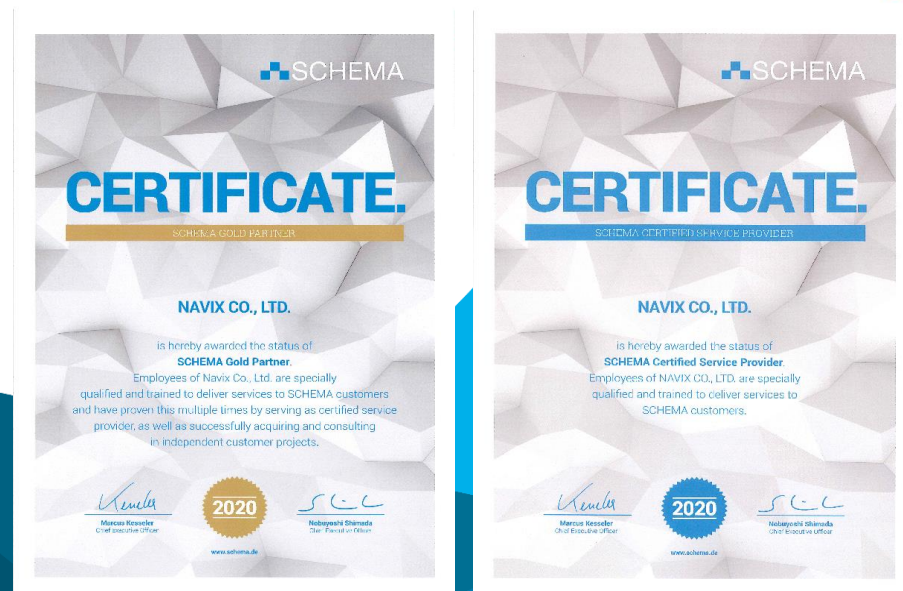 SCHEMA
CERTIFICATE.
SCHEMA GOLD PARTNER
NAVIX CO., LTD.
is hereby awarded the status of
SCHEMA Gold Partner.
Employees of Navix Co., Ltd. are specially
qualified and trained to deliver services to SCHEMA customers
and have proven this multiple times by serving as certified service
provider, as well as successfully acquiring and consulting
in independent customer projects.
Marcus Kesseler
Chief Executive Officer
2020
Nobuyoshi Shimada
Chief Executive Officer
www.schema.de
SCHEMA
CERTIFICATE.
SCHEMA CERTIFIED SERVICE PROVIDER
NAVIX CO., LTD.
is hereby awarded the status of
SCHEMA Certified Service Provider.
Employees of NAVIX CO., LTD. are specially
qualified and trained to deliver services to
SCHEMA customers.
Marcus Kesseler
Chief Executive Officer
2020
Nobuyoshi Shimada
Chief Executive Officer
www.schema.de